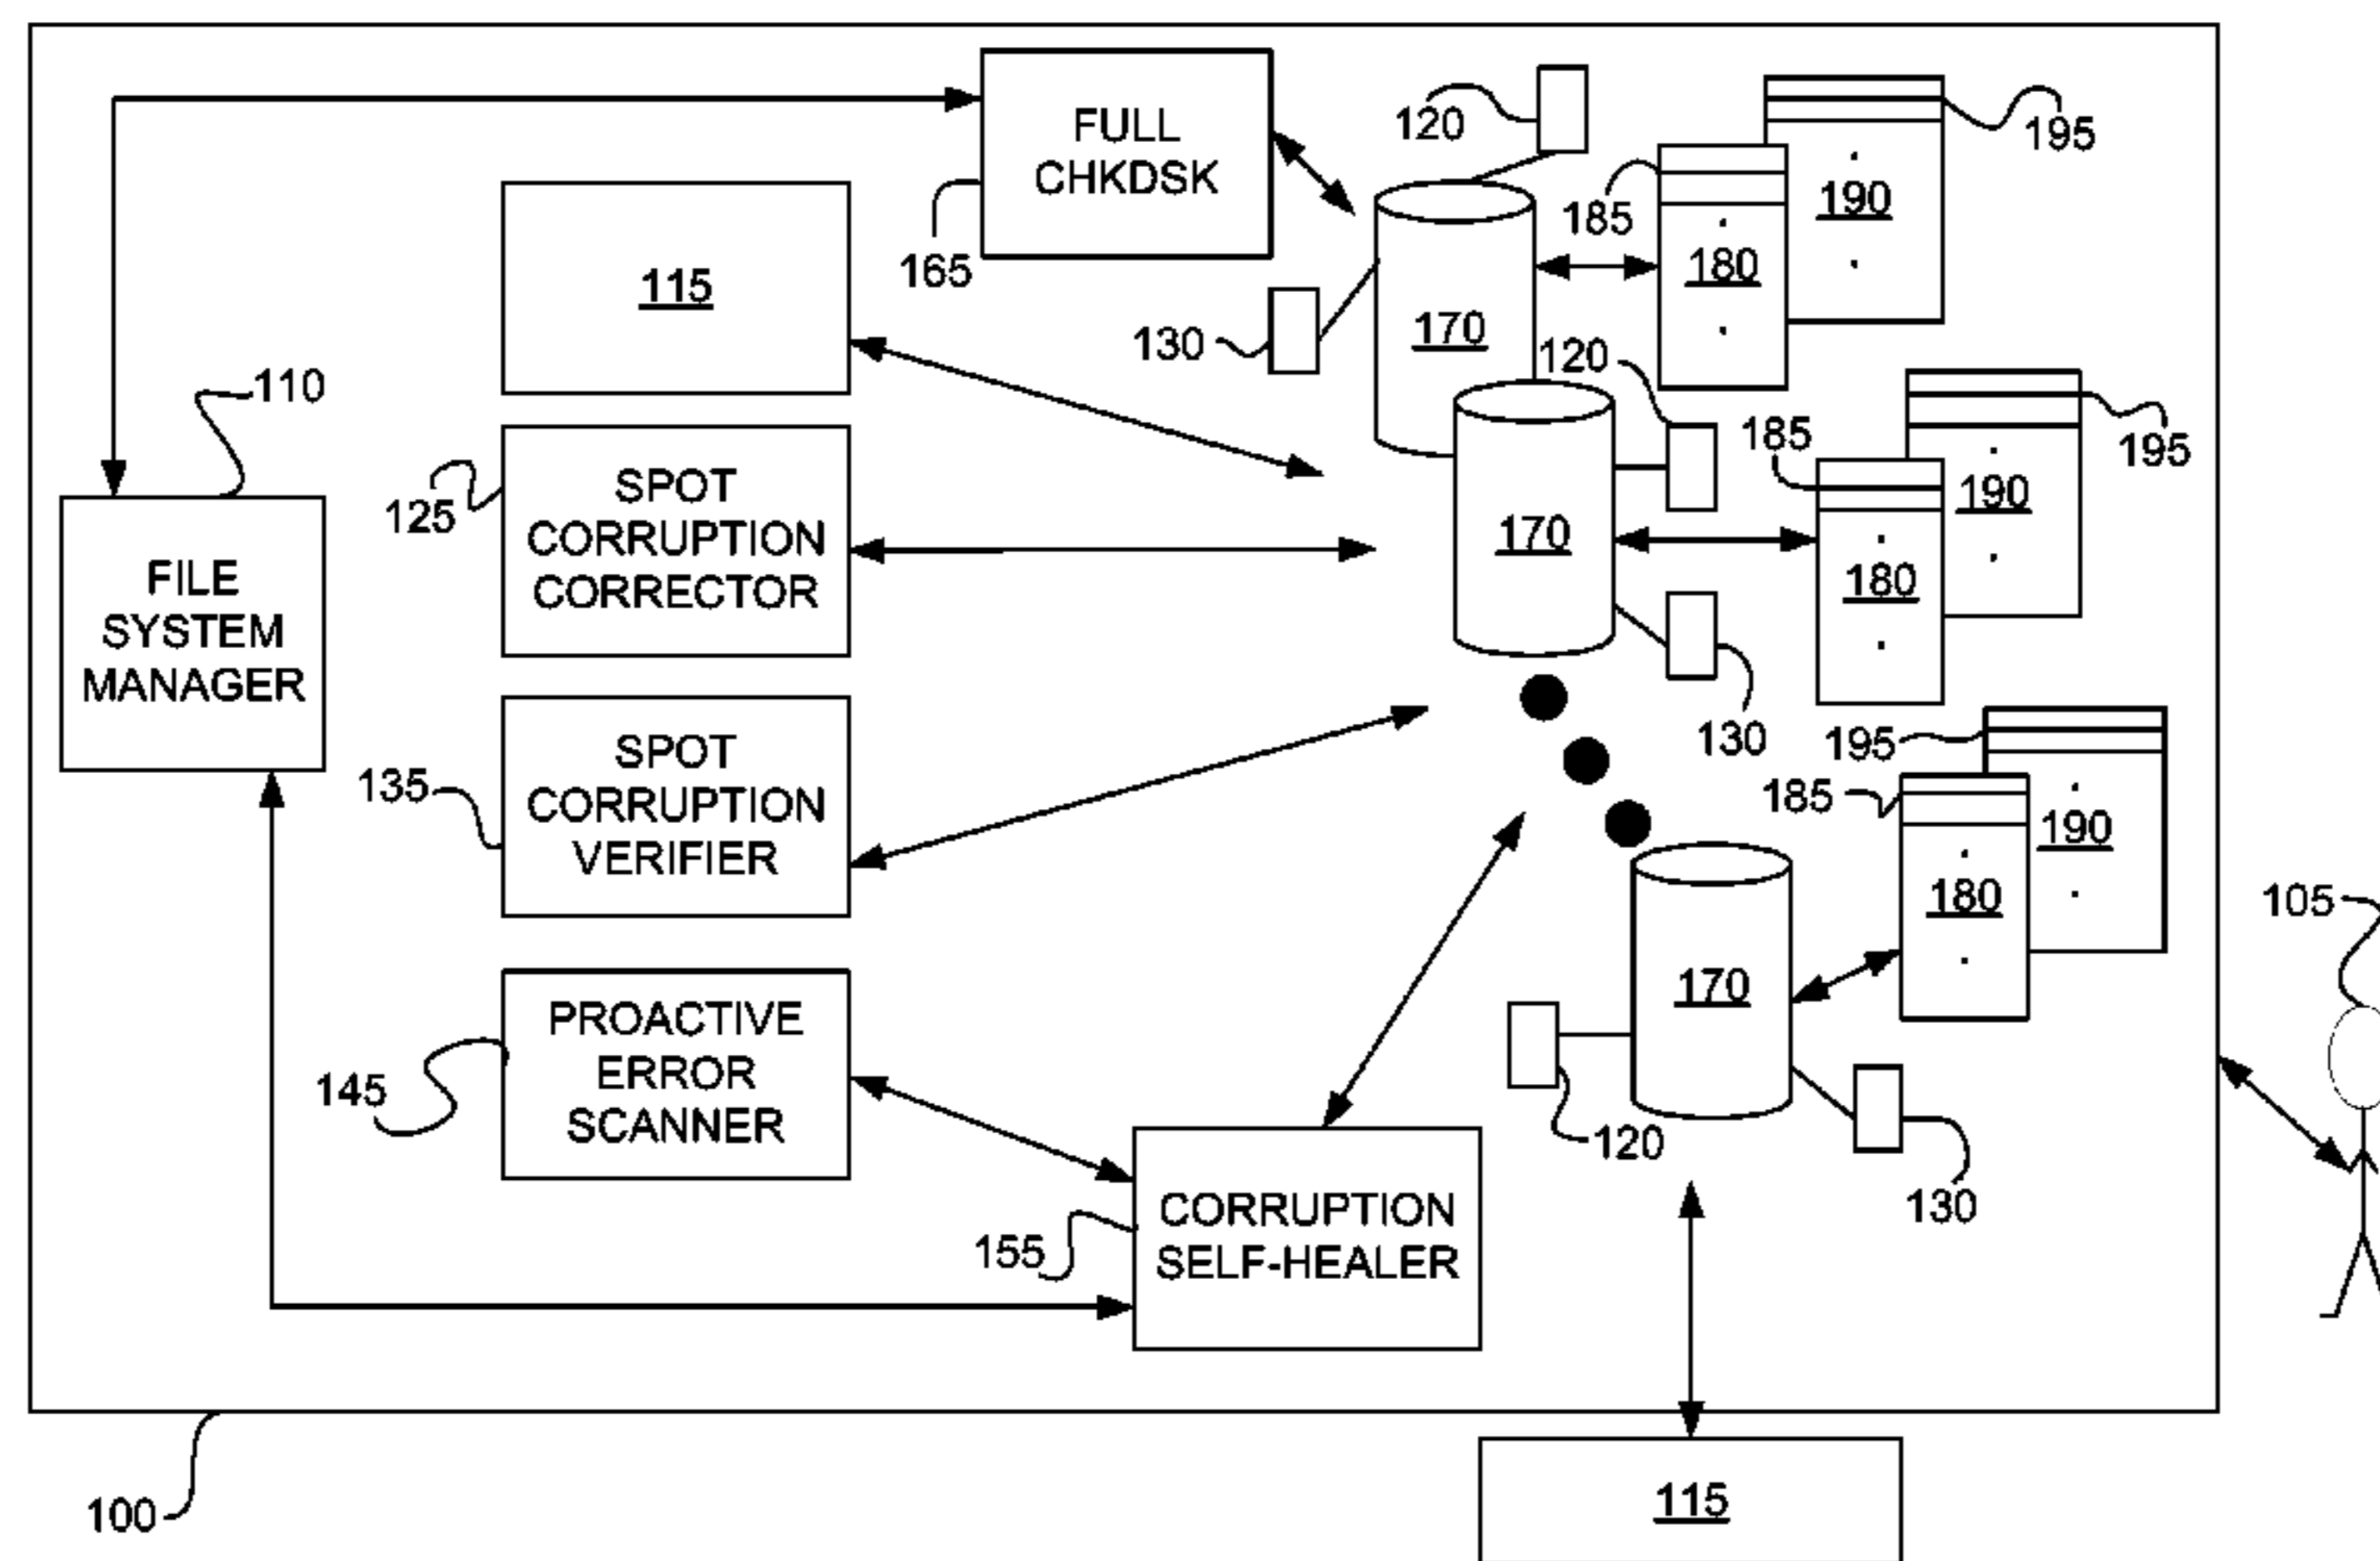 FULL
CHKDSK
165
120
195
190
185
180
115
130
170
120
110
195
185
190
125
SPOT
CORRUPTION
CORRECTOR
170
180
FILE
SYSTEM
MANAGER
130
195
135
SPOT
CORRUPTION
VERIFIER
185
190
180
105
170
145
PROACTIVE
ERROR
SCANNER
120
130
155
CORRUPTION
SELF-HEALER
100
115